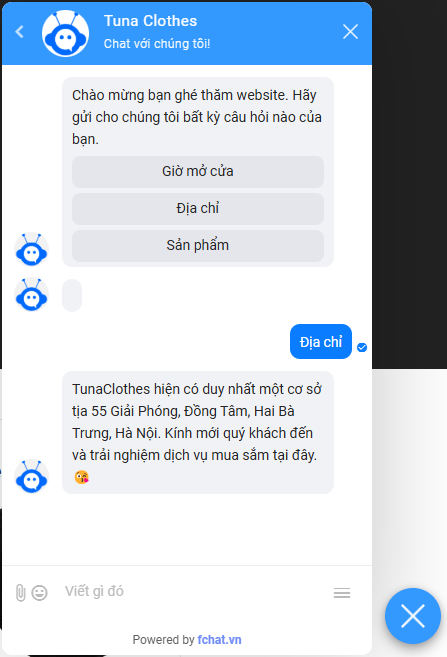 Tuna Clothes
Chat với chúng tôi!
Chào mừng bạn ghé thăm website. Hãy
gửi cho chúng tôi bất kỳ câu hỏi nào của
bạn.
Giờ mở cửa
Địa chỉ
Sản phẩm
Địa chỉ
TunaClothes hiện có duy nhất một cơ sở
tịa 55 Giải Phóng, Đồng Tâm, Hai Bà
Trưng, Hà Nội. Kính mới quý khách đến
và trải nghiệm dịch vụ mua sắm tại đây.
😘
Viết gì đó
Powered by fchat.vn